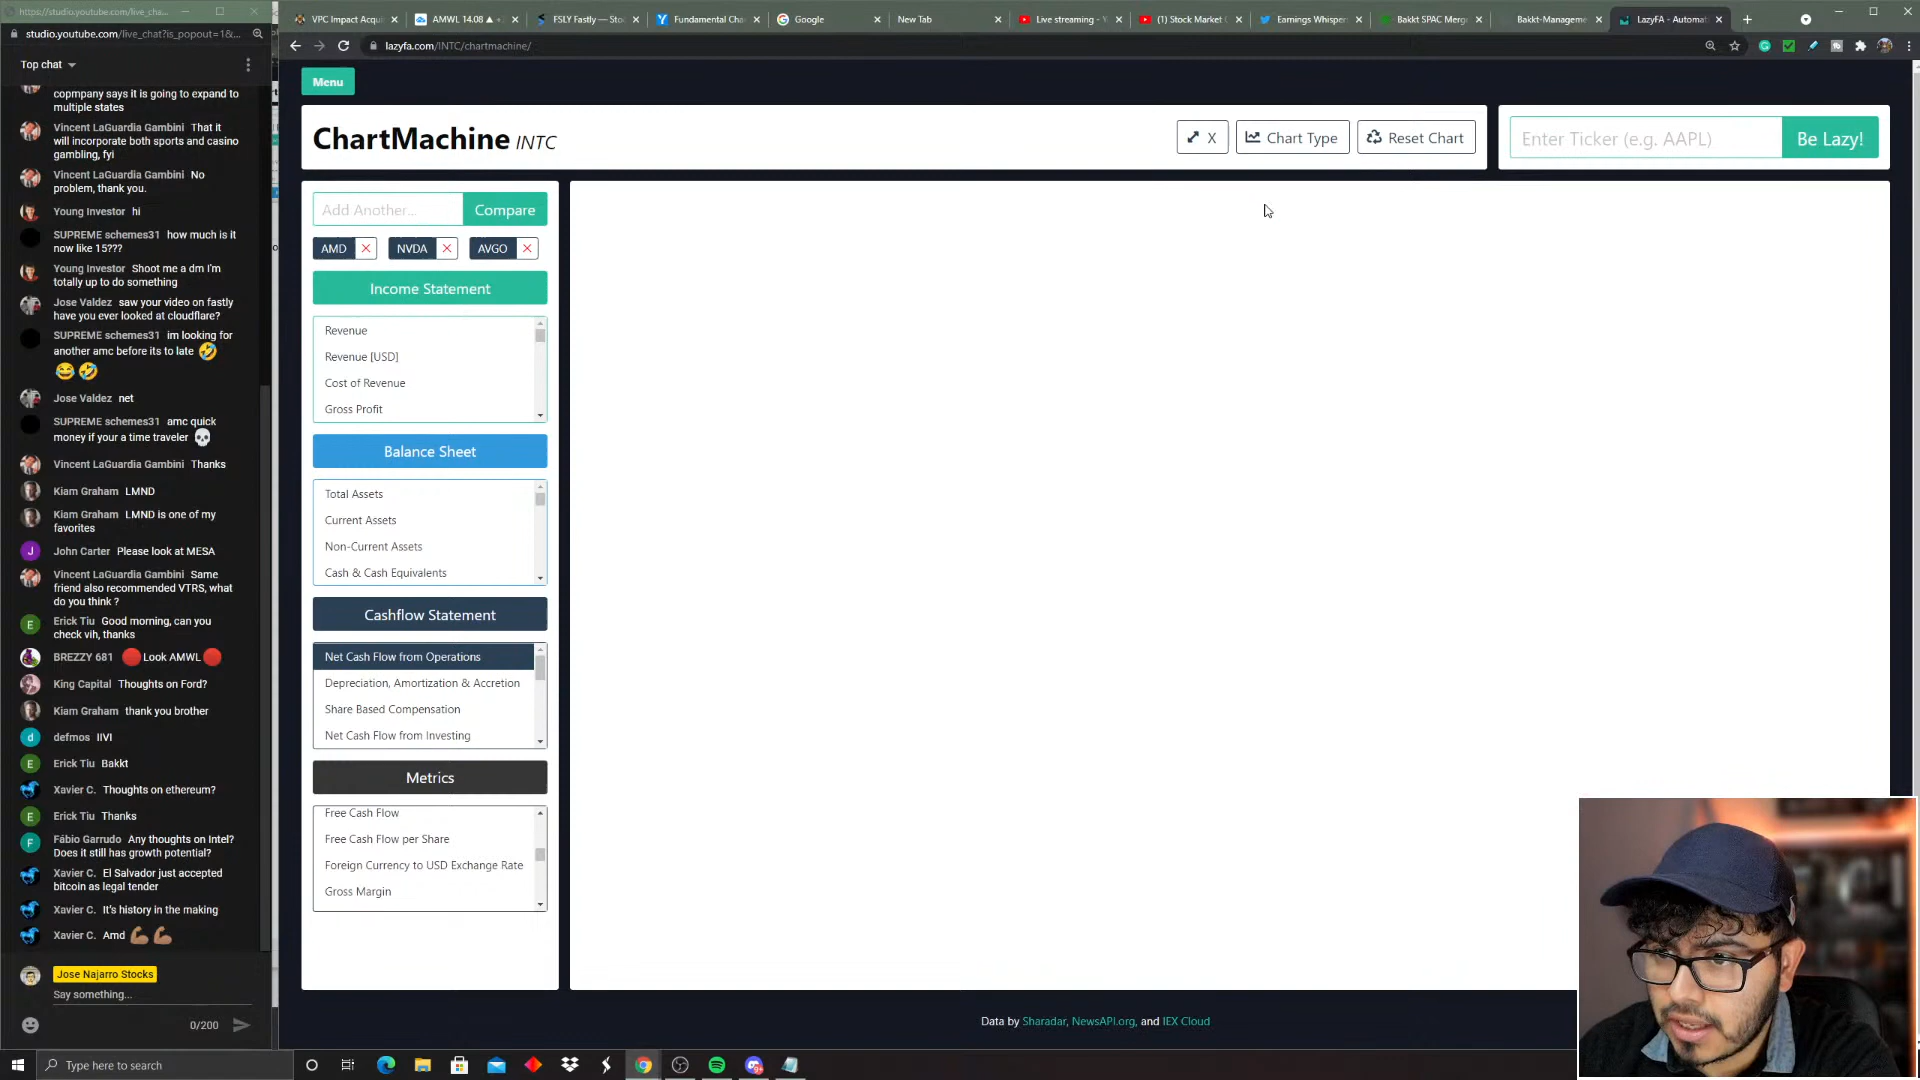 https://studio.youtube.com/live_cha...
studio.youtube.com/live_chat?is_popout=1&...
Top chat
copmpany says it is going to expand to
multiple states
Vincent LaGuardia Gambini That it
will incorporate both sports and casino
gambling, fyi
Vincent LaGuardia Gambini No
problem, thank you.
Young Investor hi
SUPREME schemes31 how much is it
now like 15???
Young Investor Shoot me a dm I'm
totally up to do something
Jose Valdez saw your video on fastly
have you ever looked at cloudflare?
SUPREME schemes31 im looking for
another amc before its to late 🤣
😂🤣
Jose Valdez net
SUPREME schemes31 amc quick
money if your a time traveler 💀
Vincent LaGuardia Gambini Thanks
Kiam Graham LMND
Kiam Graham LMND is one of my
favorites
J
John Carter Please look at MESA
Vincent LaGuardia Gambini Same
friend also recommended VTRS, what
do you think ?
E
Erick Tiu Good morning, can you
check vih, thanks
BREZZY 681 🔴Look AMWL🔴
King Capital Thoughts on Ford?
Kiam Graham thank you brother
d
defmos IIVI
E
Erick Tiu Bakkt
Xavier C. Thoughts on ethereum?
E
Erick Tiu Thanks
F
Fábio Garrudo Any thoughts on Intel?
Does it still has growth potential?
Xavier C. El Salvador just accepted
bitcoin as legal tender
Xavier C. It's history in the making
Xavier C. Amd 💪🏽💪🏽
Jose Najarro Stocks
Say something...
0/200
VPC Impact Acqui
AMWL 14.08 ▲ +
FSLY Fastly — Stoc
Fundamental Cha
Google
New Tab
Live streaming - Y
(1) Stock Market O
Earnings Whisper
Bakkt SPAC Merg
Bakkt-Manageme
LazyFA - Automat
lazyfa.com/INTC/chartmachine/
Menu
ChartMachine INTC
X
Chart Type
Reset Chart
Enter Ticker (e.g. AAPL)
Be Lazy!
Add Another...
Compare
AMD
NVDA
AVGO
Income Statement
Revenue
Revenue [USD]
Cost of Revenue
Gross Profit
Balance Sheet
Total Assets
Current Assets
Non-Current Assets
Cash & Cash Equivalents
Cashflow Statement
Net Cash Flow from Operations
Depreciation, Amortization & Accretion
Share Based Compensation
Net Cash Flow from Investing
Metrics
Free Cash Flow
Free Cash Flow per Share
Foreign Currency to USD Exchange Rate
Gross Margin
Data by Sharadar, NewsAPI.org, and IEX Cloud
Type here to search